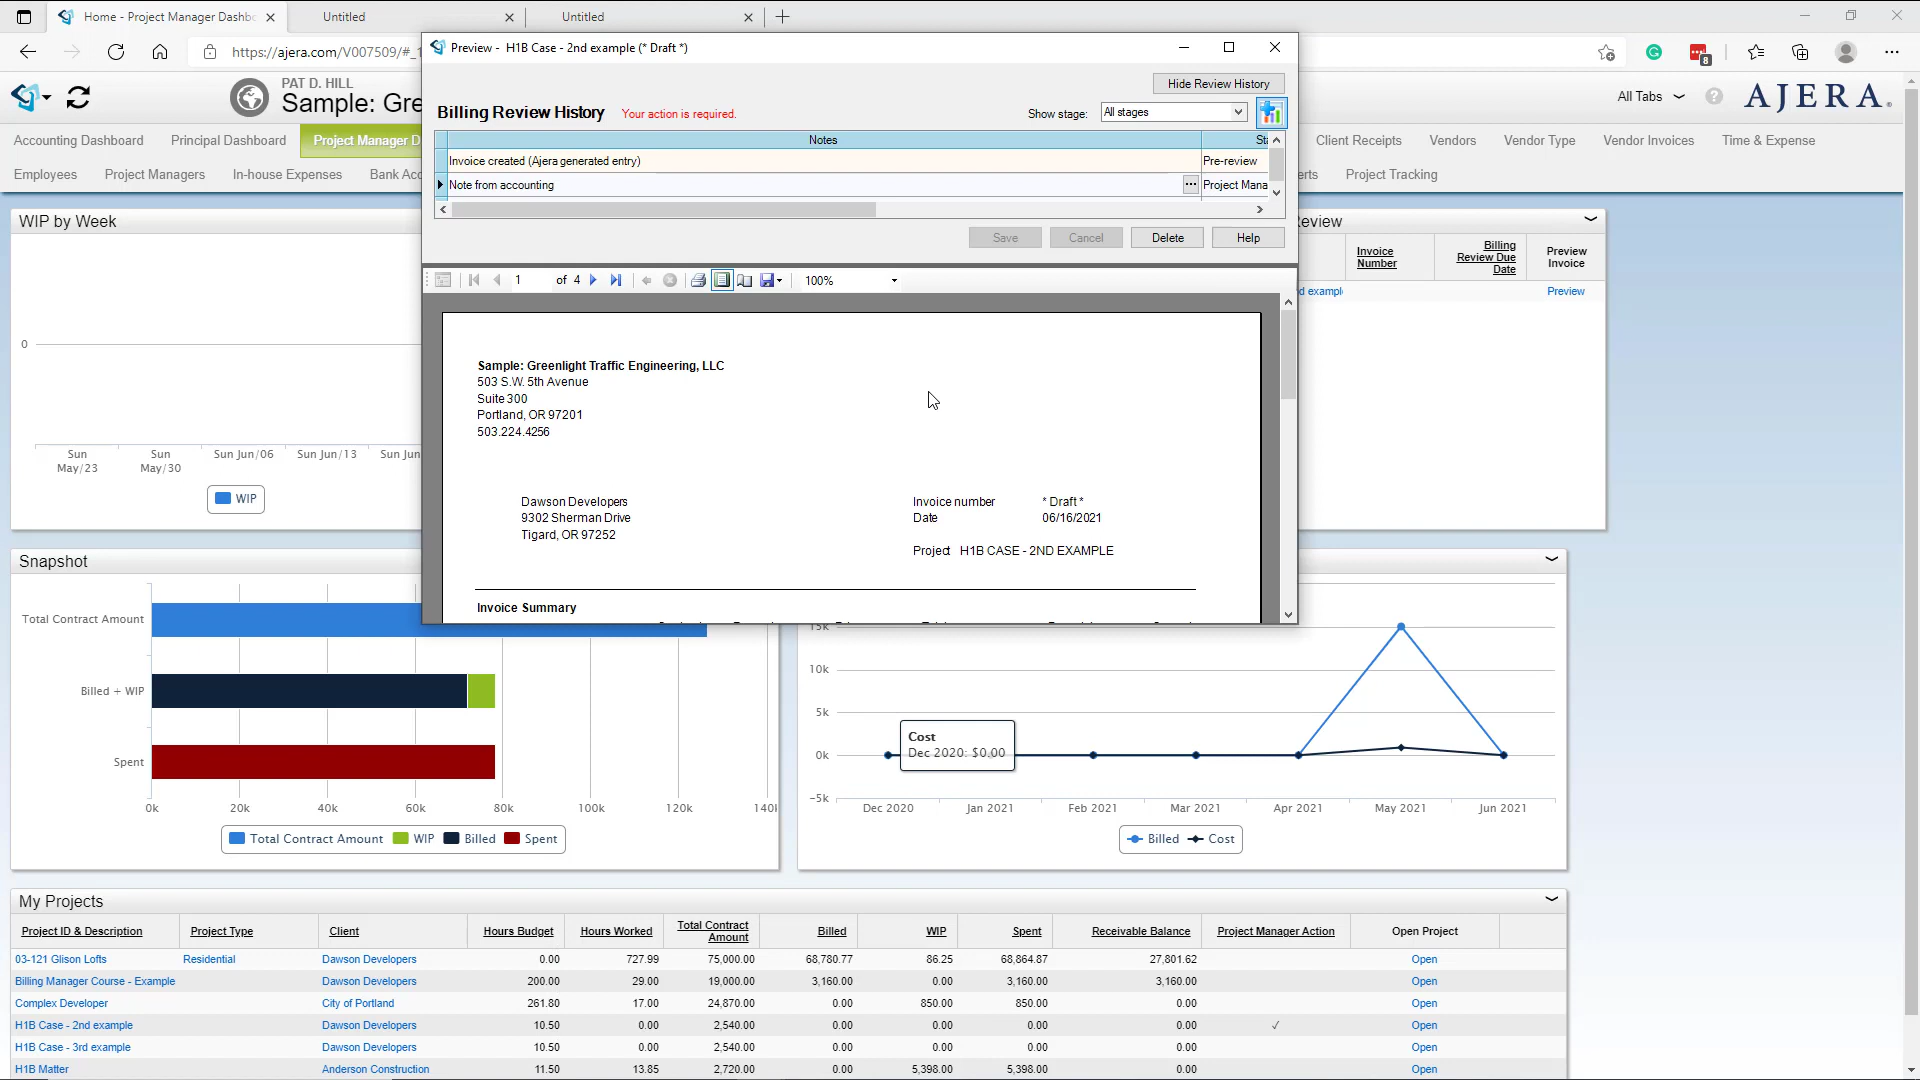 Home - Project Manager Dashbo
Untitled
Untitled
https://ajera.com/V007509/#_
8
Preview - H1B Case - 2nd example (* Draft *)
Hide Review History
Billing Review History
Your action is required.
Show stage:
All stages
Notes
Invoice created (Ajera generated entry)
Pre-review
Note from accounting
Project Mana
Save
Cancel
Delete
Help
1 of 4
100%
Sample: Greenlight Traffic Engineering, LLC
503 S.W. 5th Avenue
Suite 300
Portland, OR 97201
503.224.4256
Dawson Developers
9302 Sherman Drive
Tigard, OR 97252
Invoice number * Draft *
Date 06/16/2021
Project H1B CASE - 2ND EXAMPLE
Invoice Summary
PAT D. HILL
Sample: Gre
All Tabs
AJERA
Accounting Dashboard
Principal Dashboard
Project Manager D
Client Receipts
Vendors
Vendor Type
Vendor Invoices
Time & Expense
Employees
Project Managers
In-house Expenses
Bank Acc
erts
Project Tracking
WIP by Week
0
Sun May/23
Sun May/30
Sun Jun/06
Sun Jun/13
Sun Jun
WIP
eview
Invoice Number
Billing Review Due Date
Preview Invoice
d exampl
Preview
Snapshot
Total Contract Amount
Billed + WIP
Spent
0k 20k 40k 60k 80k 100k 120k 140k
Total Contract Amount WIP Billed Spent
15k
10k
5k
0k
-5k
Cost
Dec 2020: $0.00
Dec 2020 Jan 2021 Feb 2021 Mar 2021 Apr 2021 May 2021 Jun 2021
Billed Cost
My Projects
Project ID & Description Project Type Client Hours Budget Hours Worked Total Contract Amount Billed WIP Spent Receivable Balance Project Manager Action Open Project
03-121 Glison Lofts Residential Dawson Developers 0.00 727.99 75,000.00 68,780.77 86.25 68,864.87 27,801.62 Open
Billing Manager Course - Example Dawson Developers 200.00 29.00 19,000.00 3,160.00 0.00 3,160.00 3,160.00 Open
Complex Developer City of Portland 261.80 17.00 24,870.00 0.00 850.00 850.00 0.00 Open
H1B Case - 2nd example Dawson Developers 10.50 0.00 2,540.00 0.00 0.00 0.00 0.00 ✓ Open
H1B Case - 3rd example Dawson Developers 10.50 0.00 2,540.00 0.00 0.00 0.00 0.00 Open
H1B Matter Anderson Construction 11.50 13.85 2,720.00 0.00 5,398.00 5,398.00 0.00 Open